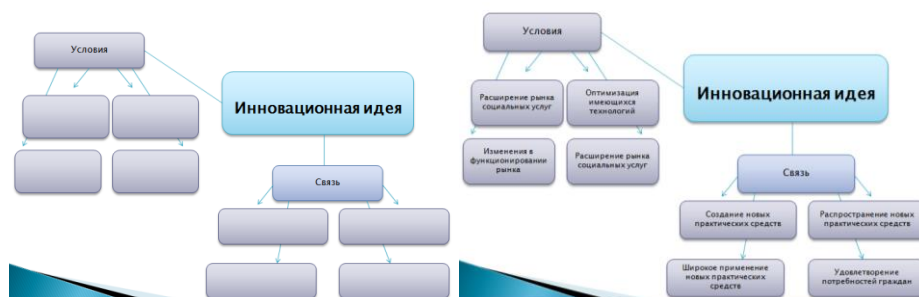 Условия
Инновационная идея
Связь
Условия
Расширение рынка
социальных услуг
Оптимизация
имеющихся
технологий
Инновационная идея
Изменения в
функционировании
рынка
Расширение рынка
социальных услуг
Связь
Создание новых
практических средств
Распространение новых
практических средств
Широкое применение
новых практических
средств
Удовлетворение
потребностей граждан